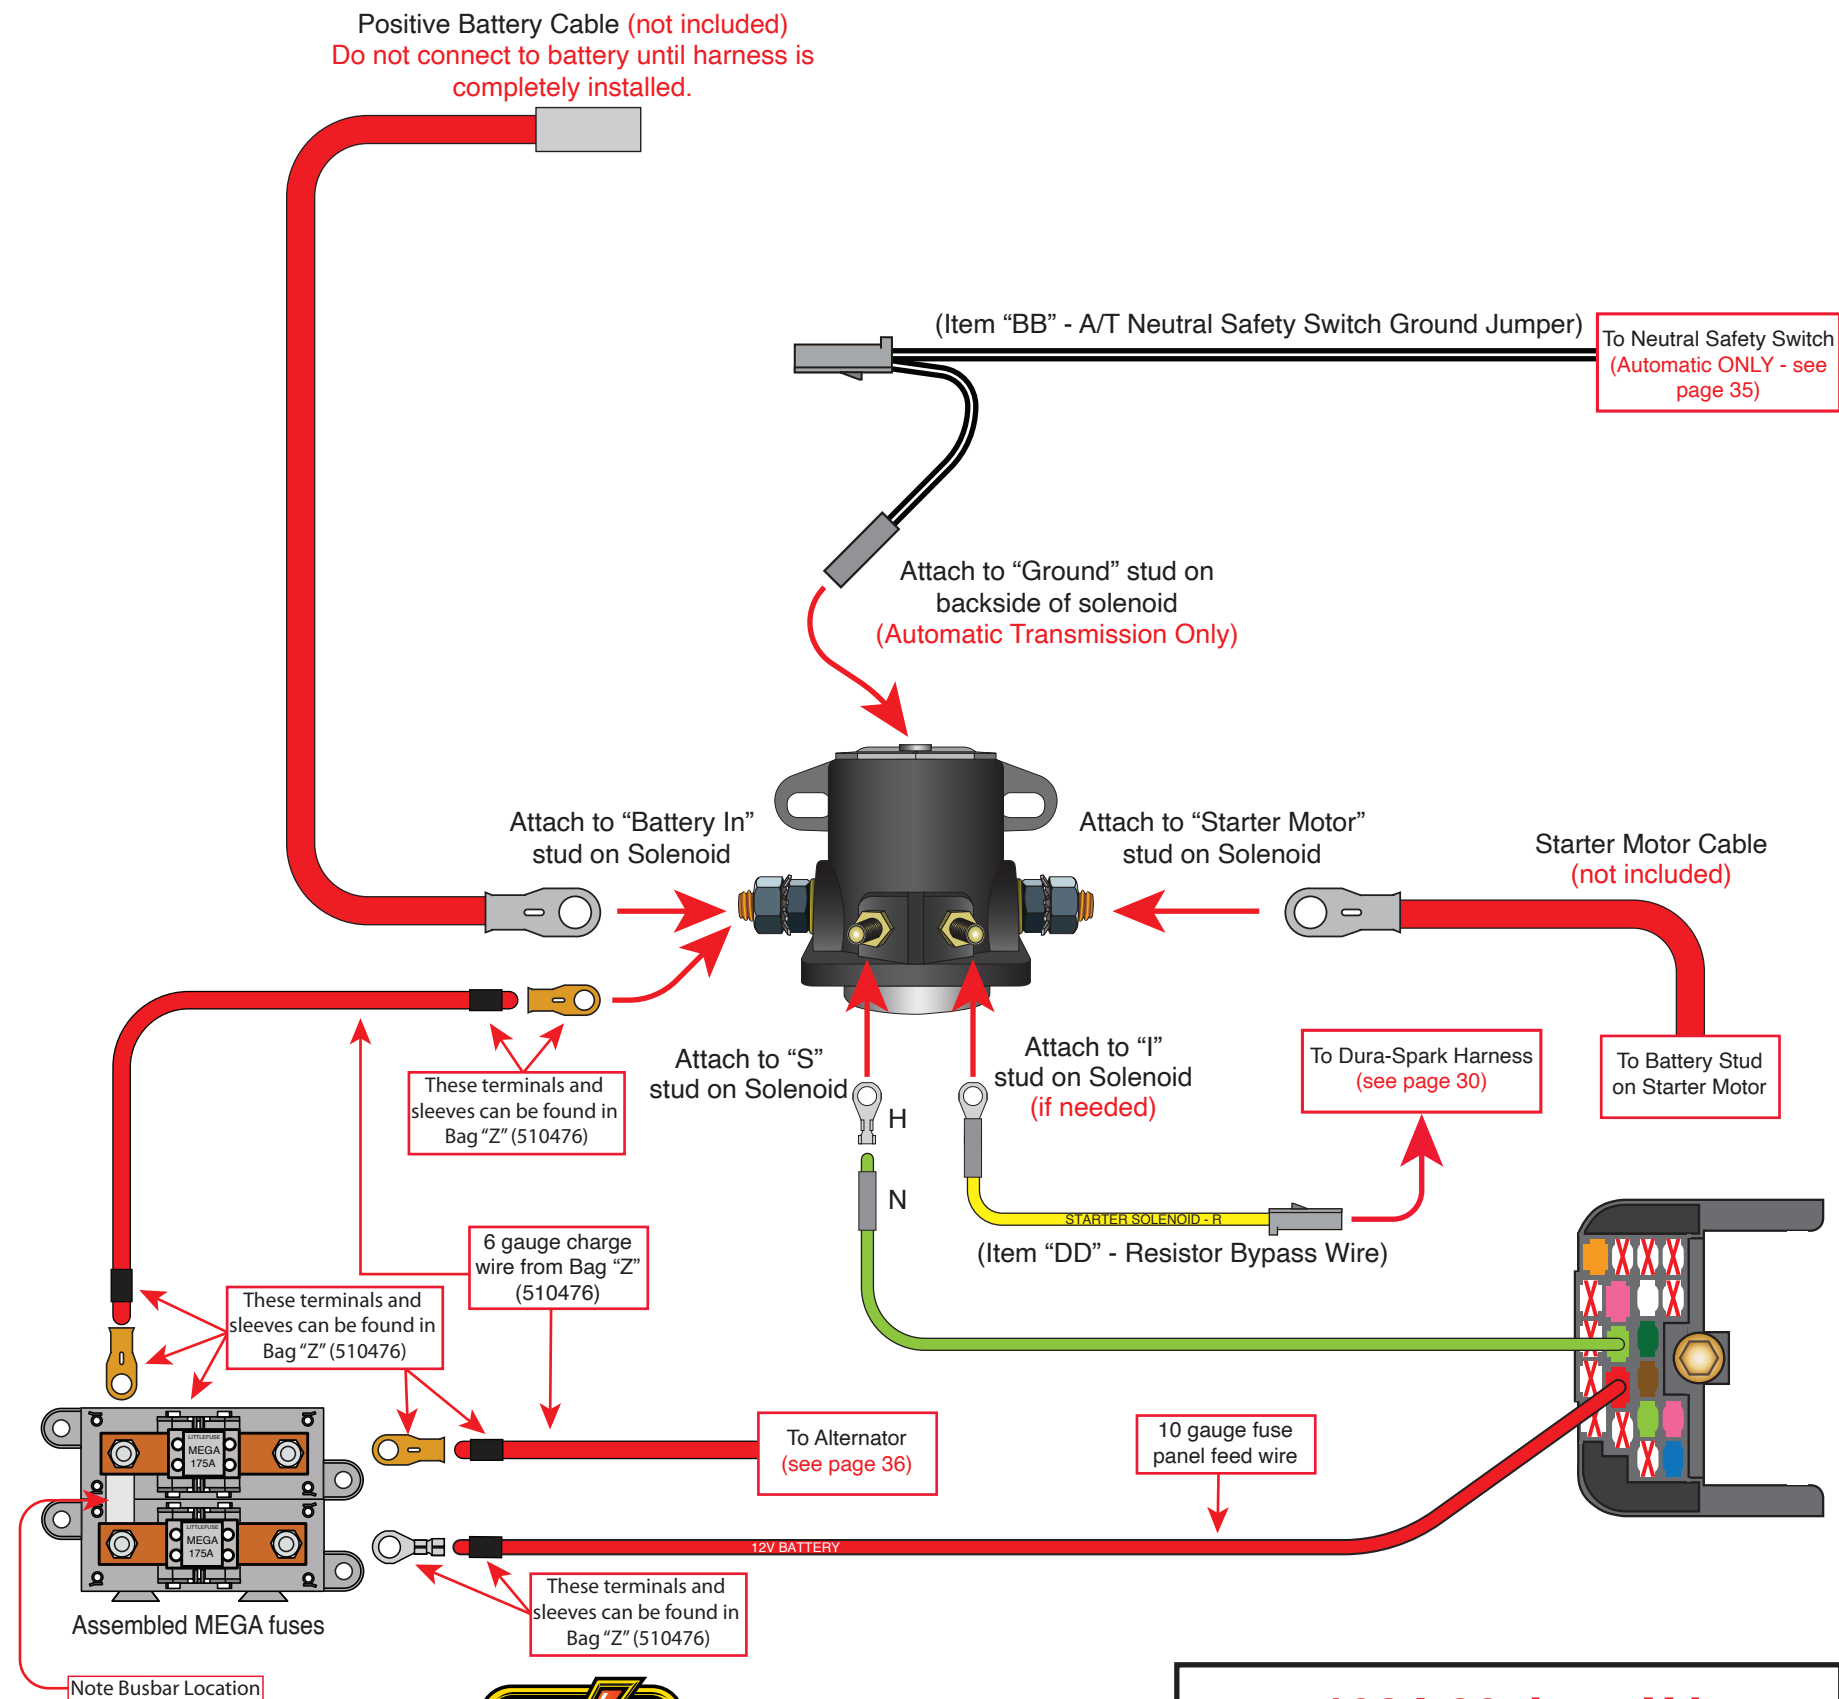 Positive Battery Cable (not included)
Do not connect to battery until harness is
completely installed.
(Item “BB” - A/T Neutral Safety Switch Ground Jumper)
To Neutral Safety Switch
(Automatic ONLY - see
page 35)
Attach to “Ground” stud on
backside of solenoid
(Automatic Transmission Only)
Attach to “Battery In”
stud on Solenoid
Attach to “Starter Motor”
stud on Solenoid
Starter Motor Cable
(not included)
Attach to “S”
stud on Solenoid
Attach to “I”
stud on Solenoid
(if needed)
To Dura-Spark Harness
(see page 30)
To Battery Stud
on Starter Motor
These terminals and
sleeves can be found in
Bag “Z” (510476)
H
N
STARTER SOLENOID - R
(Item “DD” - Resistor Bypass Wire)
6 gauge charge
wire from Bag “Z”
(510476)
These terminals and
sleeves can be found in
Bag “Z” (510476)
LITTLEFUSE
MEGA
175A
To Alternator
(see page 36)
10 gauge fuse
panel feed wire
LITTLEFUSE
MEGA
175A
12V BATTERY
These terminals and
sleeves can be found in
Bag “Z” (510476)
Assembled MEGA fuses
Note Busbar Location